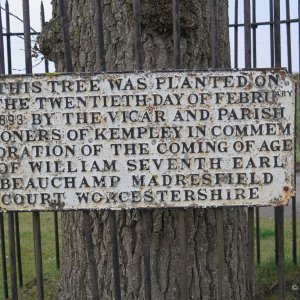 THIS TREE WAS PLANTED ON
THE TWENTIETH DAY OF FEBRUARY
1893 BY THE VICAR AND PARISH
IONERS OF KEMPLEY IN COMMEM
ORATION OF THE COMING OF AGE
OF WILLIAM SEVENTH EARL
BEAUCHAMP MADRESFIELD
COURT WORCESTERSHIRE